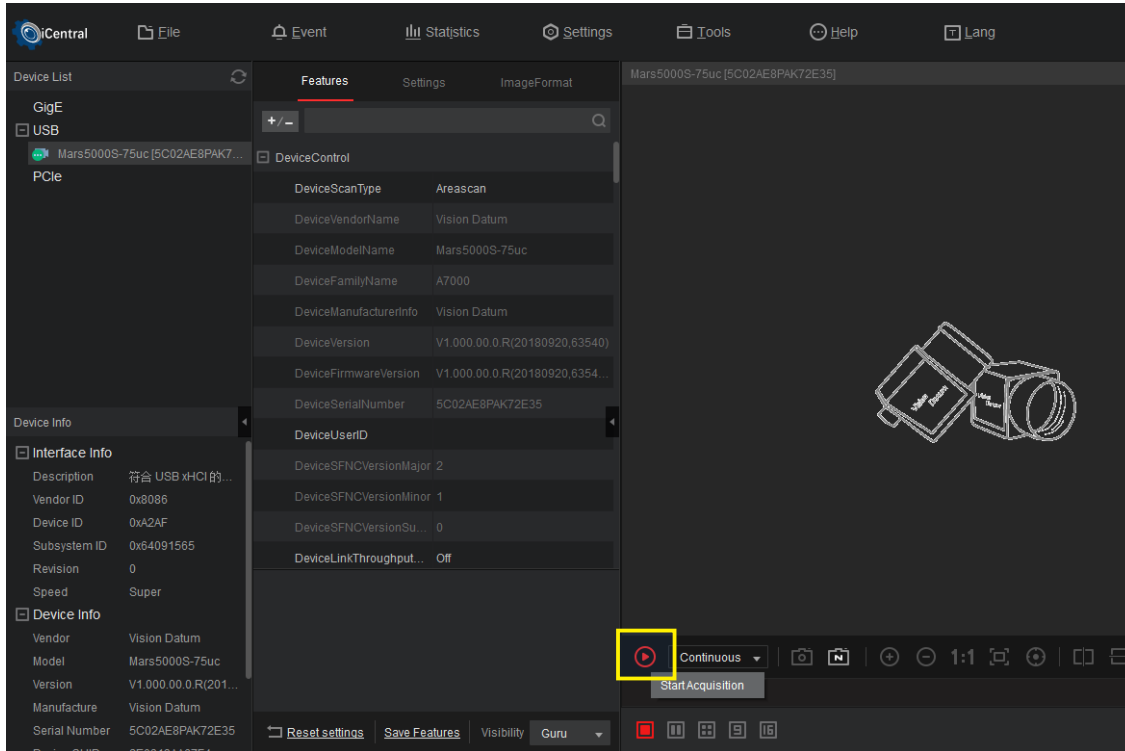 iCentral File Event Statistics Settings Tools Help Lang
Device List
GigE
USB
Mars5000S-75uc [5C02AE8PAK7...
PCIe
Device Info
Interface Info
Description 符合 USB xHCI 的...
Vendor ID 0x8086
Device ID 0xA2AF
Subsystem ID 0x64091565
Revision 0
Speed Super
Device Info
Vendor Vision Datum
Model Mars5000S-75uc
Version V1.000.00.0.R(201...
Manufacture Vision Datum
Serial Number 5C02AE8PAK72E35
Features Settings ImageFormat
+/-
DeviceControl
DeviceScanType Areascan
DeviceVendorName Vision Datum
DeviceModelName Mars5000S-75uc
DeviceFamilyName A7000
DeviceManufacturerInfo Vision Datum
DeviceVersion V1.000.00.0.R(20180920,63540)
DeviceFirmwareVersion V1.000.00.0.R(20180920,6354...
DeviceSerialNumber 5C02AE8PAK72E35
DeviceUserID
DeviceSFNCVersionMajor 2
DeviceSFNCVersionMinor 1
DeviceSFNCVersionSu... 0
DeviceLinkThroughput... Off
Reset settings Save Features Visibility Guru
Mars5000S-75uc [5C02AE8PAK72E35]
Vision Datum
Vision Datum
Continuous N 1:1
Start Acquisition
9 16